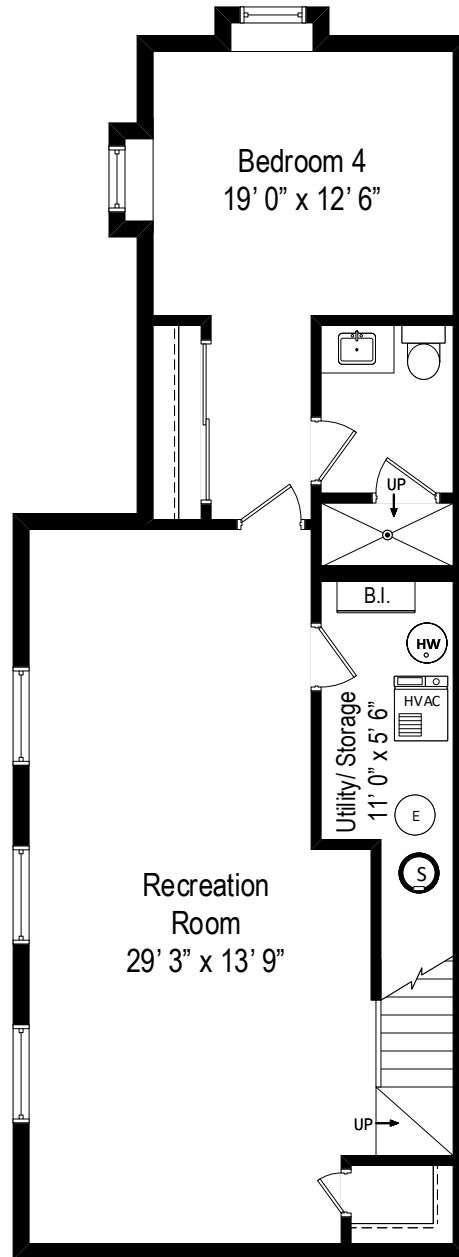 Bedroom 4
19’ 0” x 12’ 6”
UP
B.I.
HW
HVAC
Utility/ Storage
11’ 0” x 5’ 6”
E
S
Recreation
Room
29’ 3” x 13’ 9”
UP